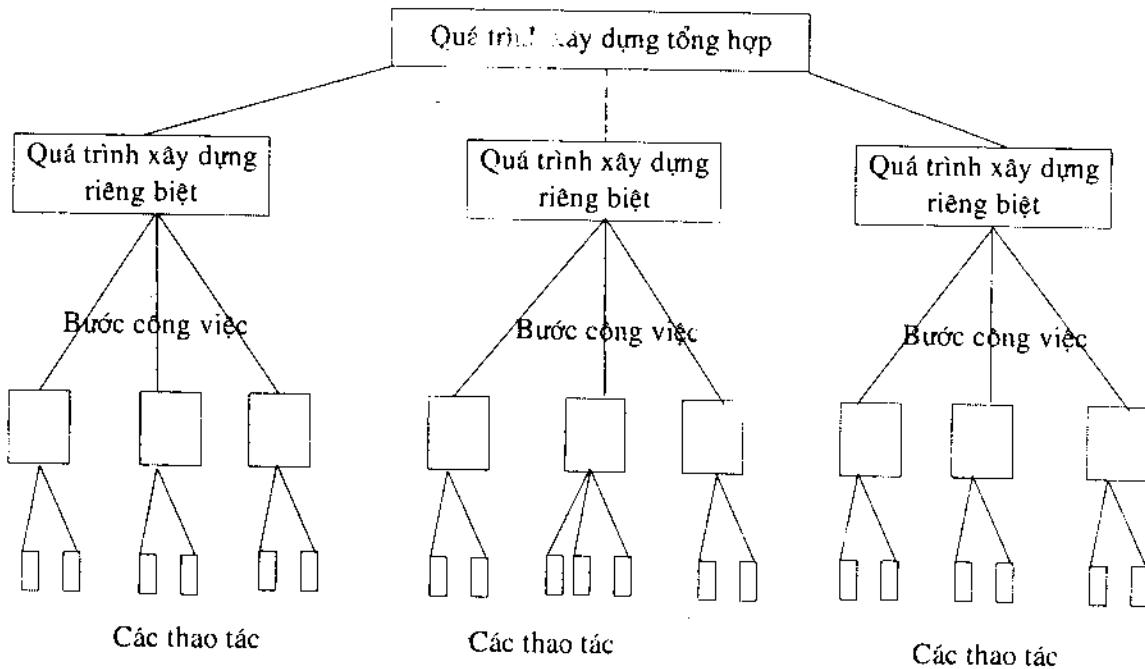 Quá trình xây dựng tổng hợp
Quá trình xây dựng
riêng biệt
Quá trình xây dựng
riêng biệt
Quá trình xây dựng
riêng biệt
Bước công việc
Bước công việc
Bước công việc
Các thao tác
Các thao tác
Các thao tác